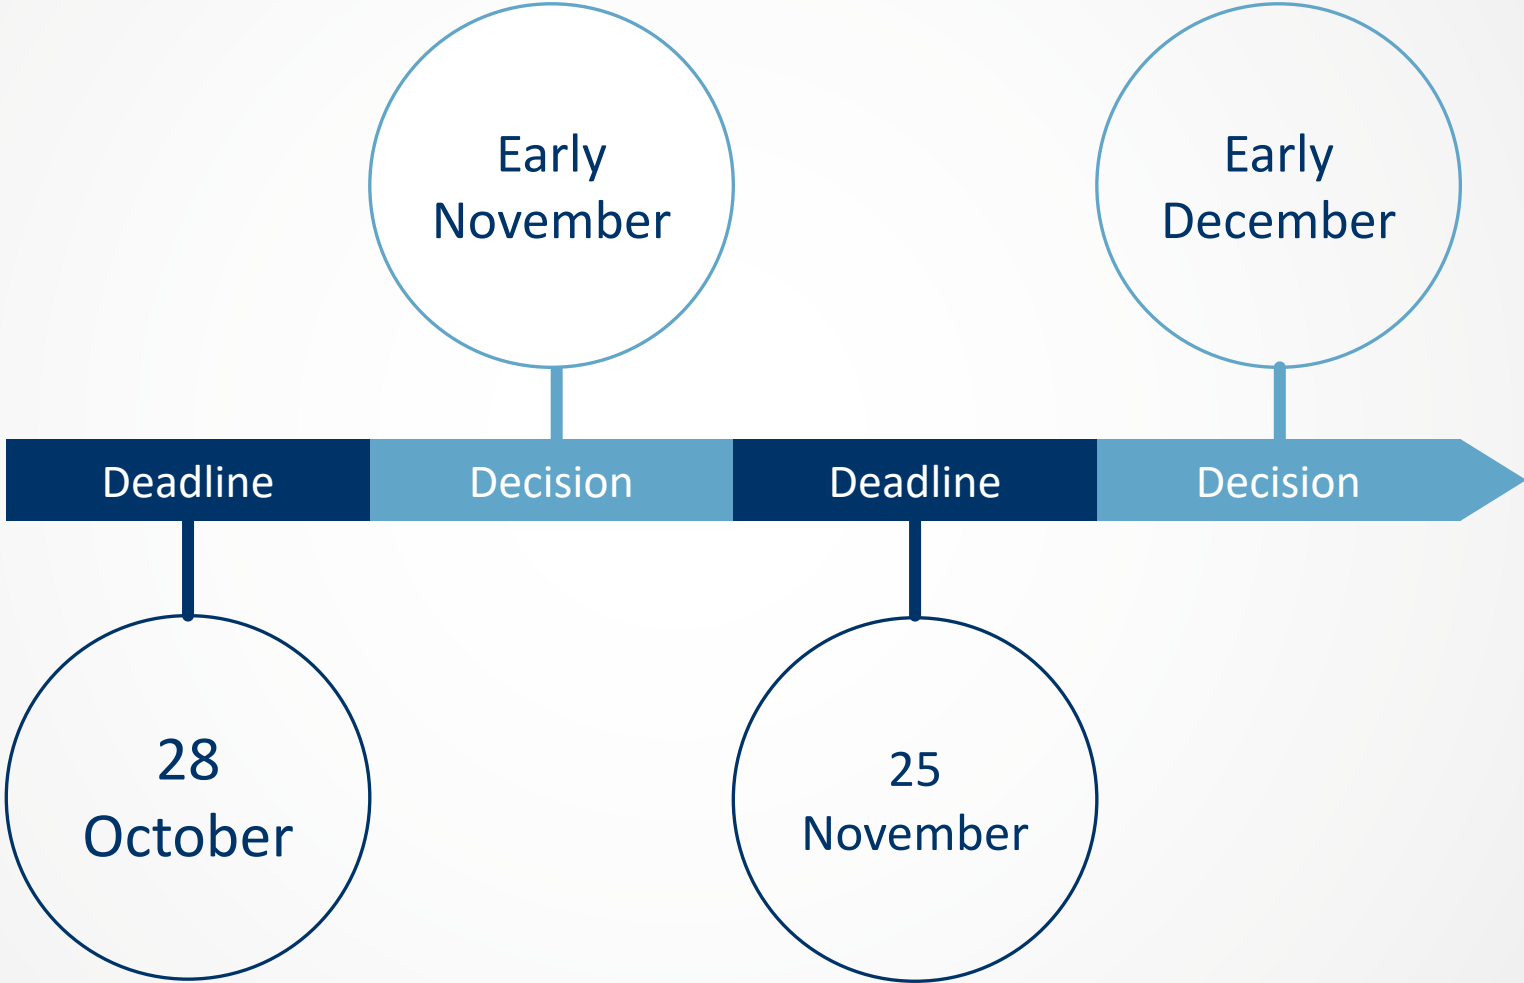 Early
November
Early
December
Deadline
Decision
Deadline
Decision
28
October
25
November